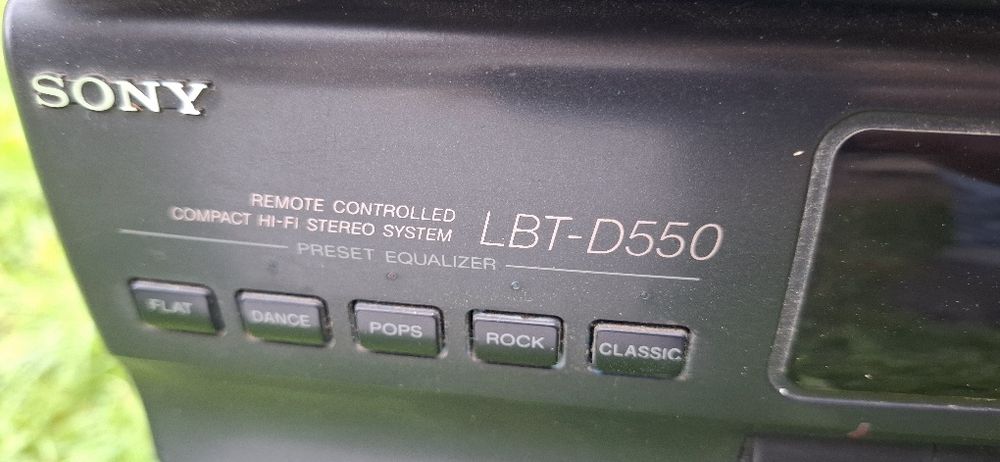 SONY
REMOTE CONTROLLED
COMPACT HI-FI STEREO SYSTEM
LBT-D550
PRESET EQUALIZER
FLAT
DANCE
POPS
ROCK
CLASSIC